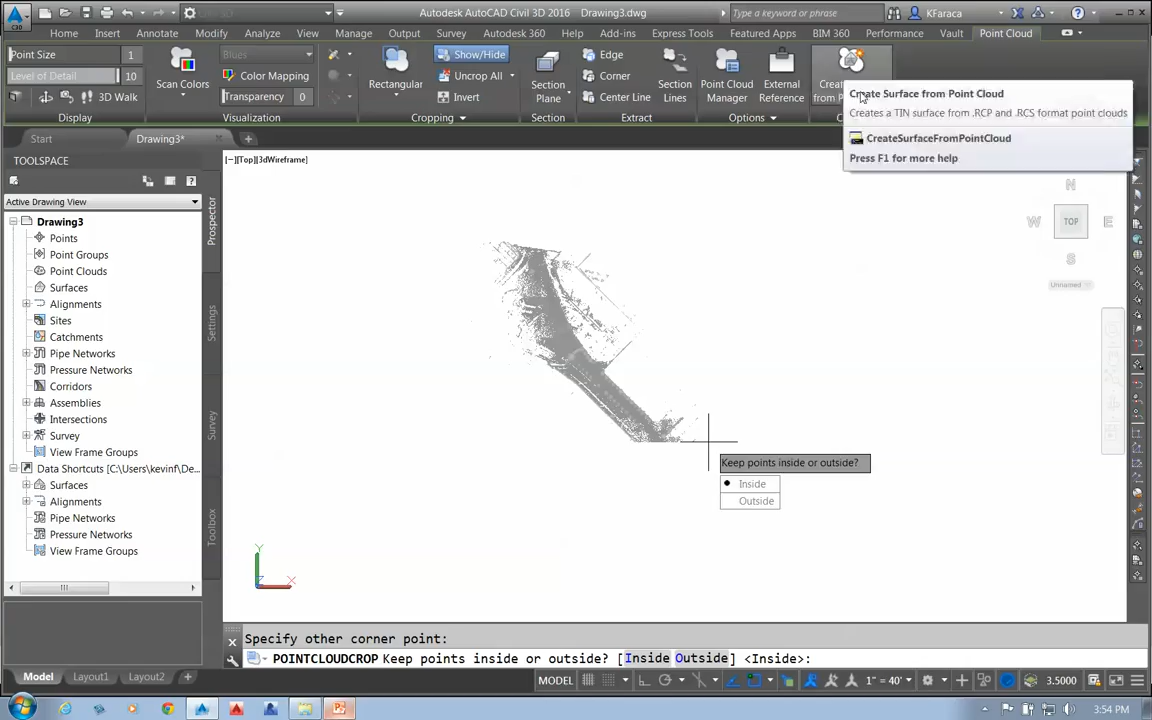 Autodesk AutoCAD Civil 3D 2016   Drawing3.dwg
Type a keyword or phrase
KFaraca
C3D
Home Insert Annotate Modify Analyze View Manage Output Survey Autodesk 360 Help Add-ins Express Tools Featured Apps BIM 360 Performance Vault Point Cloud
Point Size 1
Level of Detail 10
3D Walk
Display
Scan Colors
Blues
Color Mapping
Transparency 0
Visualization
Rectangular
Show/Hide
Uncrop All
Invert
Cropping
Section
Plane
Section
Edge
Corner
Center Line
Section
Lines
Extract
Point Cloud
Manager
External
Reference
Options
Create Surface from Point Cloud
Creates a TIN surface from .RCP and .RCS format point clouds
CreateSurfaceFromPointCloud
Press F1 for more help
Start
Drawing3*
TOOLSPACE
Active Drawing View
Drawing3
Points
Point Groups
Point Clouds
Surfaces
Alignments
Sites
Catchments
Pipe Networks
Pressure Networks
Corridors
Assemblies
Intersections
Survey
View Frame Groups
Data Shortcuts [C:\Users\kevinf\De...
Surfaces
Alignments
Pipe Networks
Pressure Networks
View Frame Groups
Prospector
Settings
Survey
Toolbox
[−][Top][3dWireframe]
N
W TOP E
S
Unnamed
Keep points inside or outside?
Inside
Outside
Y
X
Specify other corner point:
POINTCLOUDCROP Keep points inside or outside? [Inside Outside] <Inside>:
Model Layout1 Layout2 +
MODEL
1" = 40'
3.5000
3:54 PM